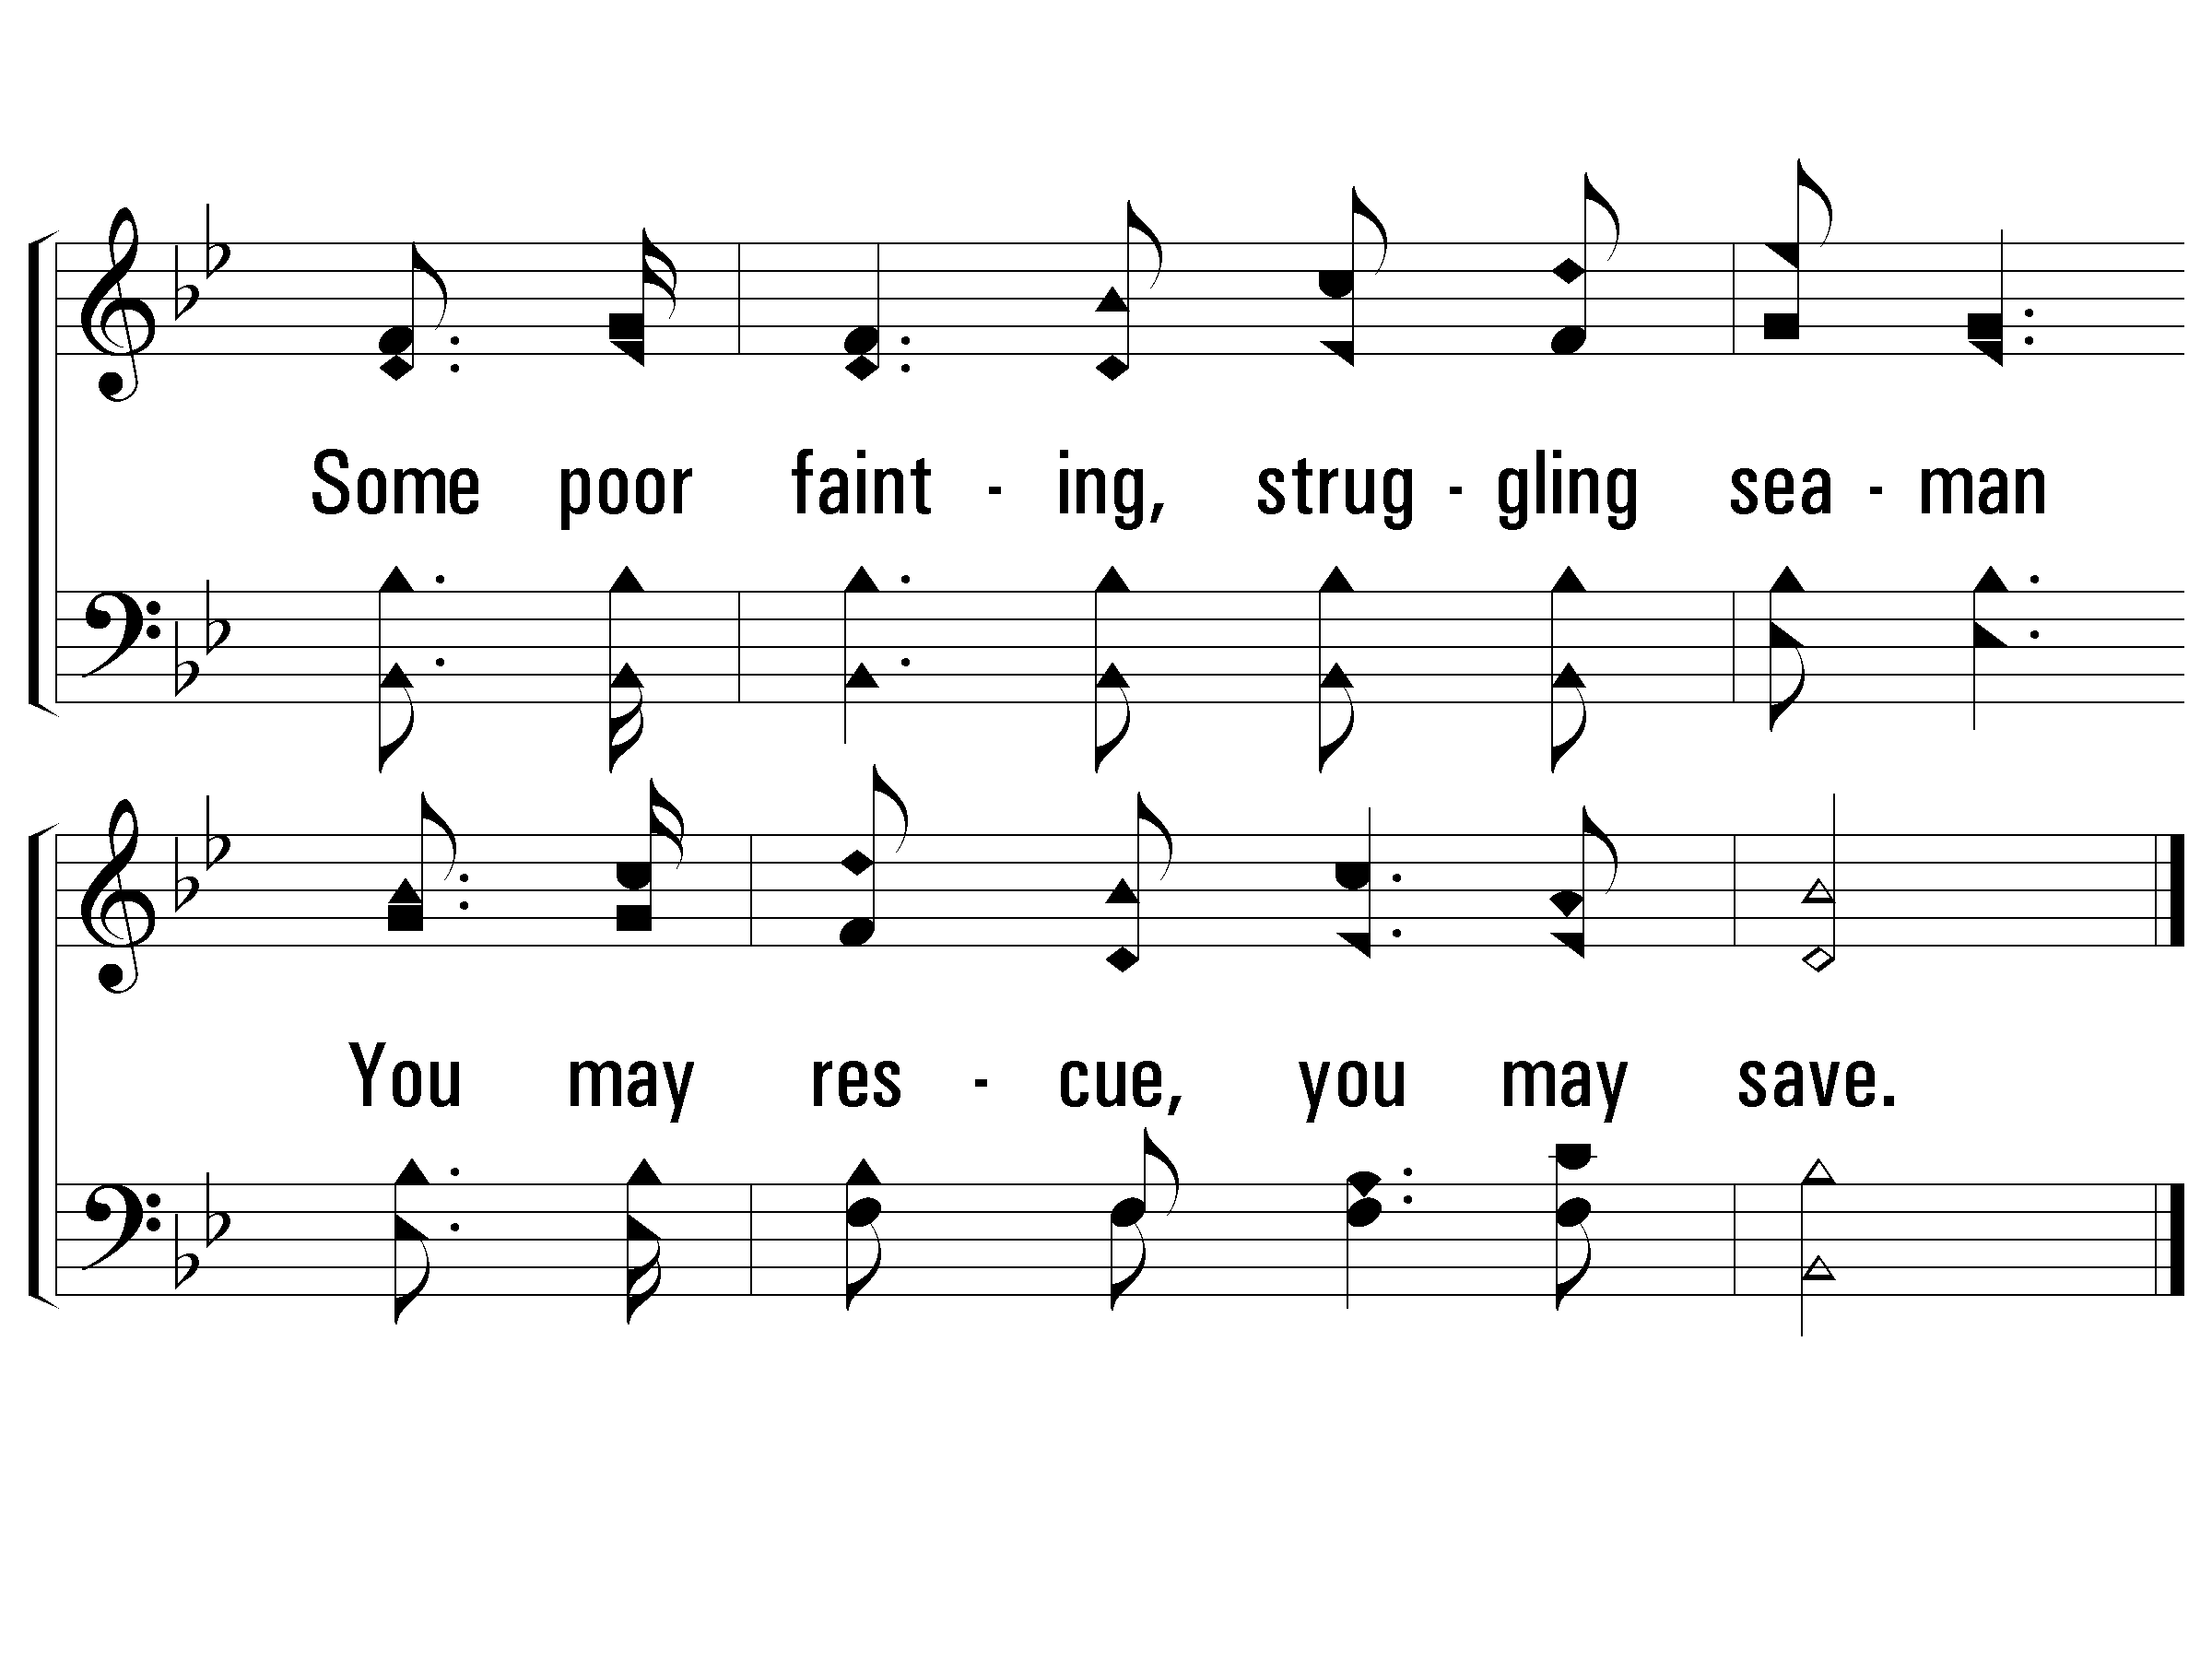 Some poor faint - ing, strug - gling sea - man
You may res - cue, you may save.